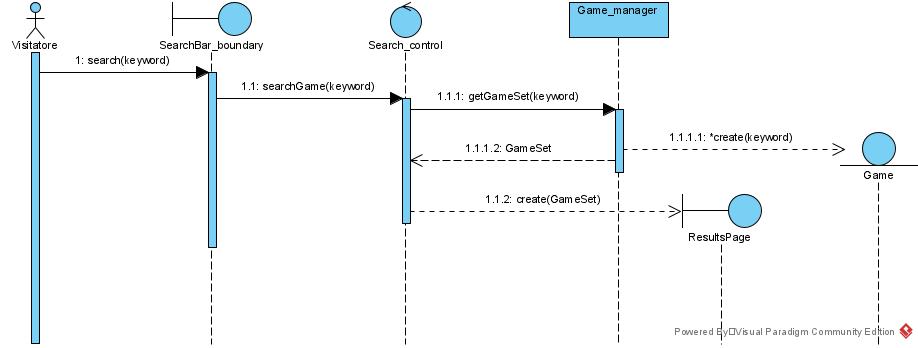 Game_manager
Visitatore
SearchBar_boundary
Search_control
1: search(keyword)
1.1: searchGame(keyword)
1.1.1: getGameSet(keyword)
1.1.1.1: *create(keyword)
1.1.1.2: GameSet
Game
1.1.2: create(GameSet)
ResultsPage
Powered By Visual Paradigm Community Edition